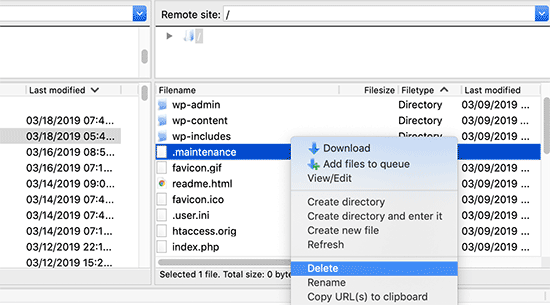 Remote site: /
/
Last modified
03/18/2019 07:4...
03/18/2019 05:4...
03/16/2019 08:5...
03/16/2019 07:1...
03/14/2019 09:0...
03/14/2019 07:4...
03/14/2019 07:4...
03/14/2019 07:4...
03/12/2019 22:1...
03/12/2019 15:2...
Filename Filesize Filetype Last modified
wp-admin Directory 03/09/2019 ...
wp-content Directory 03/09/2019 ...
wp-includes Directory 03/09/2019 ...
.maintenance
favicon.gif 03/09/2019 ...
readme.html 03/09/2019 ...
favicon.ico 03/09/2019 ...
.user.ini 03/09/2019 ...
htaccess.orig 03/09/2019 ...
index.php 03/09/2019 ...
Selected 1 file. Total size: 0 byte
Download
Add files to queue
View/Edit
Create directory
Create directory and enter it
Create new file
Refresh
Delete
Rename
Copy URL(s) to clipboard